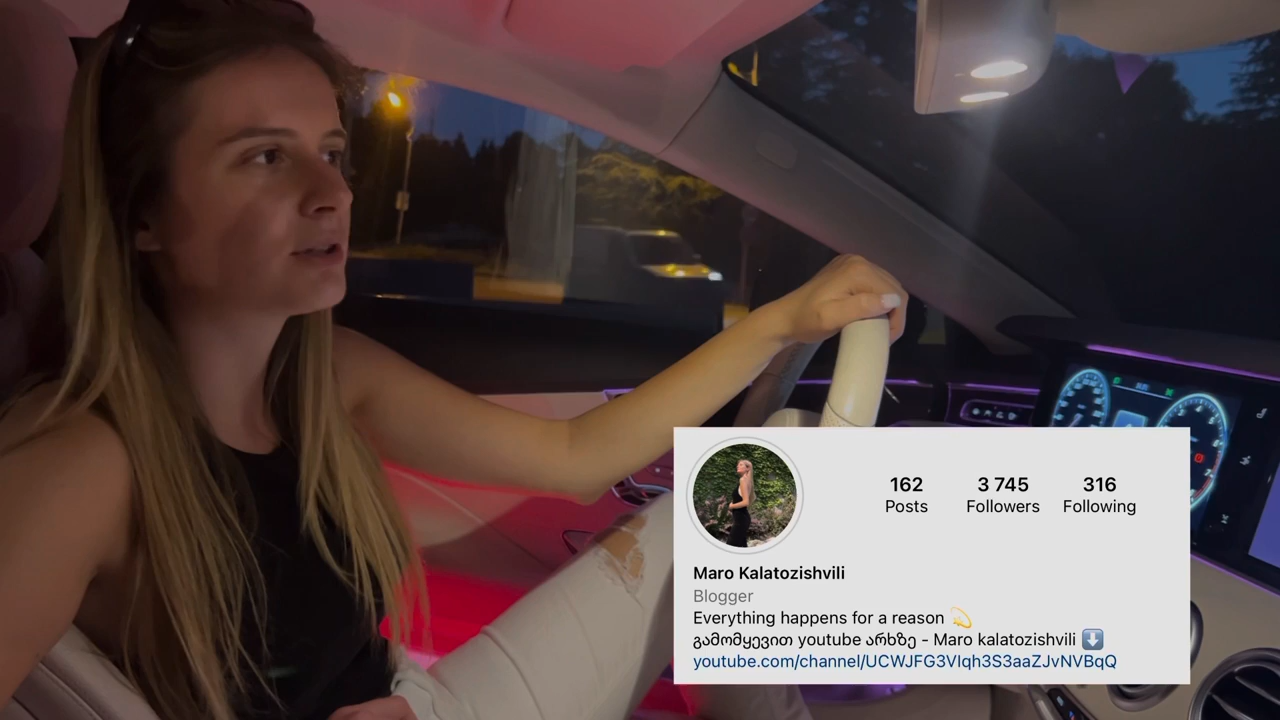 162 3 745 316
Posts Followers Following
Maro Kalatozishvili
Blogger
Everything happens for a reason 💫
გამომყევით youtube არხზე - Maro kalatozishvili ⬇️
youtube.com/channel/UCWJFG3VIqh3S3aaZJvNVBqQ